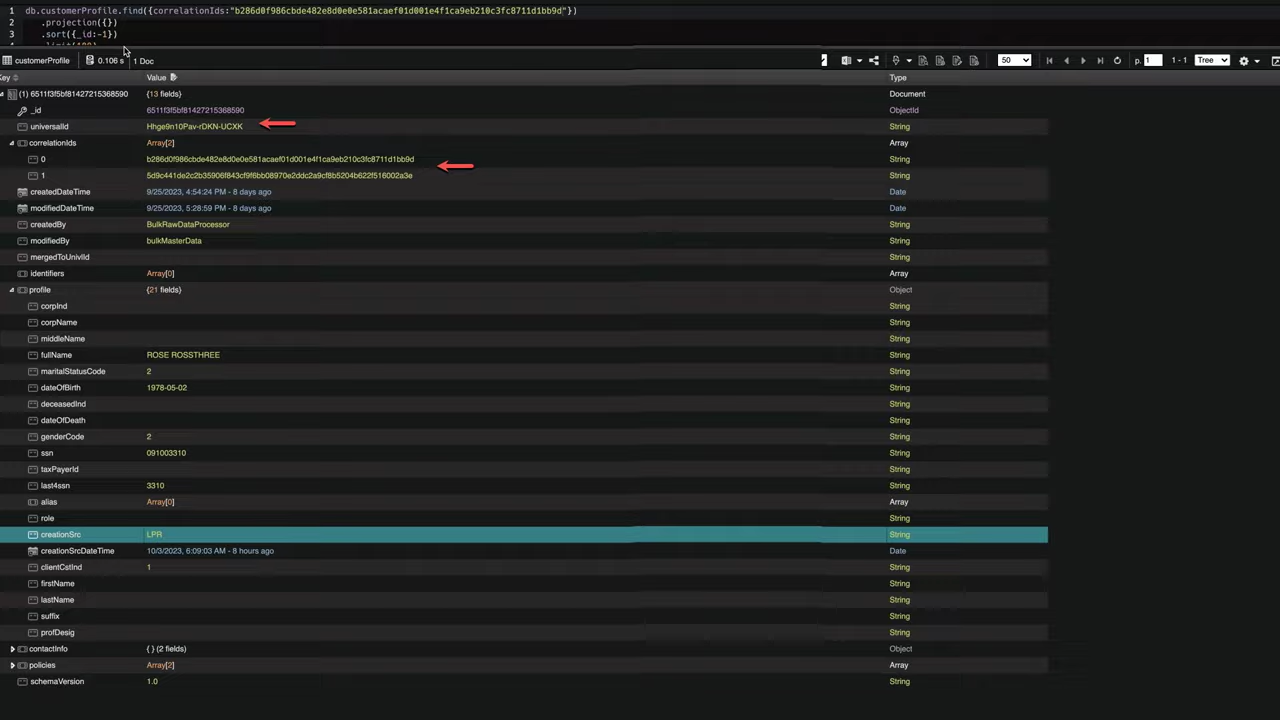 1 db.customerProfile.find({correlationIds:"b286d0f986cbde482e8d0e0e581acaef01d001e4f1ca9eb210c3fc8711d1bb9d"})
2 .projection({})
3 .sort({_id:-1})
customerProfile 0.106 s 1 Doc 50 p. 1 1 - 1 Tree
Key Value Type
(1) 6511f3f5bf81427215368590 {13 fields} Document
_id 6511f3f5bf81427215368590 ObjectId
universalId Hhge9n10Pav-rDKN-UCXK String
correlationIds Array[2] Array
0 b286d0f986cbde482e8d0e0e581acaef01d001e4f1ca9eb210c3fc8711d1bb9d String
1 5d9c441de2c2b35906f843cf9f6bb08970e2ddc2a9cf8b5204b622f516002a3e String
createdDateTime 9/25/2023, 4:54:24 PM - 8 days ago Date
modifiedDateTime 9/25/2023, 5:28:59 PM - 8 days ago Date
createdBy BulkRawDataProcessor String
modifiedBy bulkMasterData String
mergedToUnivIId String
identifiers Array[0] Array
profile {21 fields} Object
corpInd String
corpName String
middleName String
fullName ROSE ROSSTHREE String
maritalStatusCode 2 String
dateOfBirth 1978-05-02 String
deceasedInd String
dateOfDeath String
genderCode 2 String
ssn 091003310 String
taxPayerId String
last4ssn 3310 String
alias Array[0] Array
role String
creationSrc LPR String
creationSrcDateTime 10/3/2023, 6:09:03 AM - 8 hours ago Date
clientCstInd 1 String
firstName String
lastName String
suffix String
profDesig String
contactInfo { } (2 fields) Object
policies Array[2] Array
schemaVersion 1.0 String